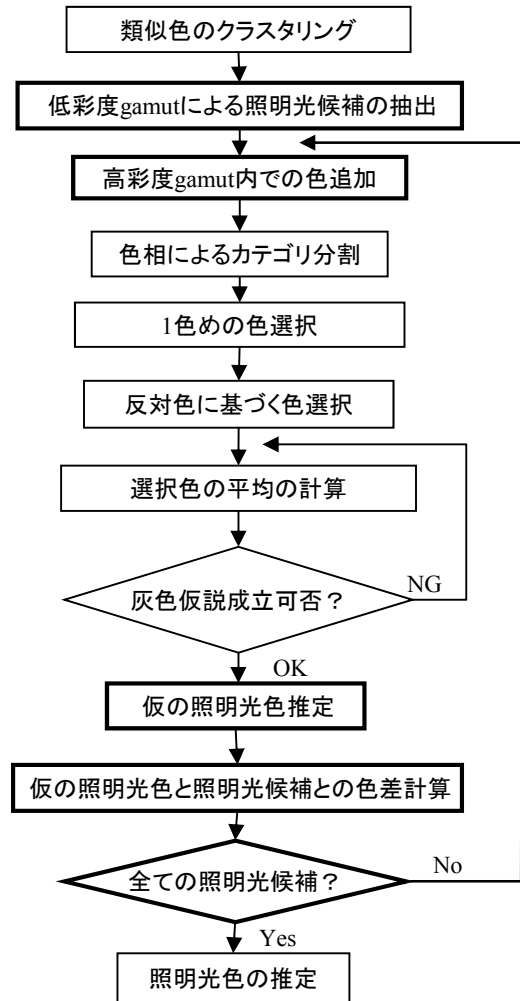 類似色のクラスタリング
低彩度gamutによる照明光候補の抽出
高彩度gamut内での色追加
色相によるカテゴリ分割
1色めの色選択
反対色に基づく色選択
選択色の平均の計算
灰色仮説成立可否？
NG
OK
仮の照明光色推定
仮の照明光色と照明光候補との色差計算
全ての照明光候補？
No
Yes
照明光色の推定